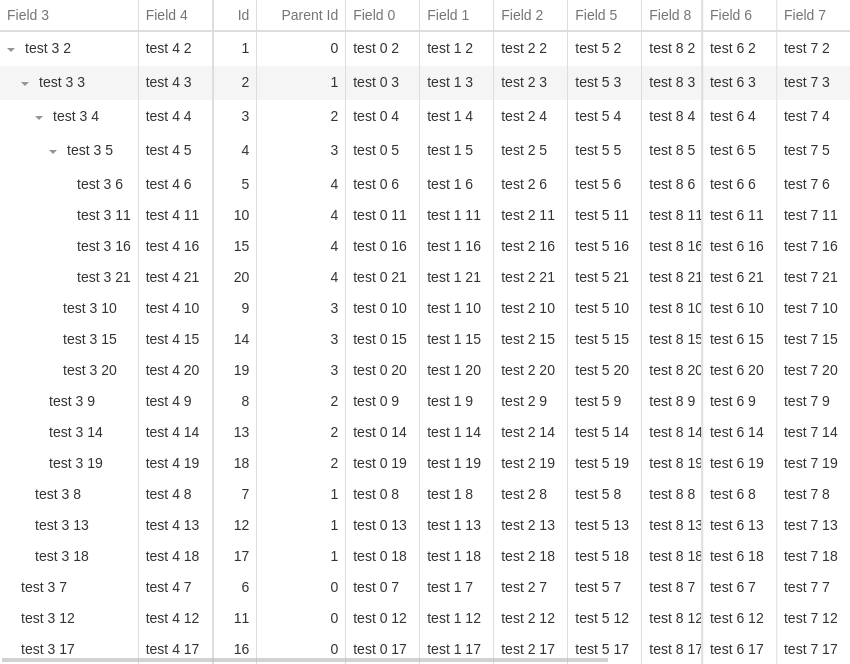 Field 3 Field 4 Id Parent Id Field 0 Field 1 Field 2 Field 5 Field 8 Field 6 Field 7
test 3 2 test 4 2 1 0 test 0 2 test 1 2 test 2 2 test 5 2 test 8 2 test 6 2 test 7 2
test 3 3 test 4 3 2 1 test 0 3 test 1 3 test 2 3 test 5 3 test 8 3 test 6 3 test 7 3
test 3 4 test 4 4 3 2 test 0 4 test 1 4 test 2 4 test 5 4 test 8 4 test 6 4 test 7 4
test 3 5 test 4 5 4 3 test 0 5 test 1 5 test 2 5 test 5 5 test 8 5 test 6 5 test 7 5
test 3 6 test 4 6 5 4 test 0 6 test 1 6 test 2 6 test 5 6 test 8 6 test 6 6 test 7 6
test 3 11 test 4 11 10 4 test 0 11 test 1 11 test 2 11 test 5 11 test 8 11 test 6 11 test 7 11
test 3 16 test 4 16 15 4 test 0 16 test 1 16 test 2 16 test 5 16 test 8 16 test 6 16 test 7 16
test 3 21 test 4 21 20 4 test 0 21 test 1 21 test 2 21 test 5 21 test 8 21 test 6 21 test 7 21
test 3 10 test 4 10 9 3 test 0 10 test 1 10 test 2 10 test 5 10 test 8 10 test 6 10 test 7 10
test 3 15 test 4 15 14 3 test 0 15 test 1 15 test 2 15 test 5 15 test 8 15 test 6 15 test 7 15
test 3 20 test 4 20 19 3 test 0 20 test 1 20 test 2 20 test 5 20 test 8 20 test 6 20 test 7 20
test 3 9 test 4 9 8 2 test 0 9 test 1 9 test 2 9 test 5 9 test 8 9 test 6 9 test 7 9
test 3 14 test 4 14 13 2 test 0 14 test 1 14 test 2 14 test 5 14 test 8 14 test 6 14 test 7 14
test 3 19 test 4 19 18 2 test 0 19 test 1 19 test 2 19 test 5 19 test 8 19 test 6 19 test 7 19
test 3 8 test 4 8 7 1 test 0 8 test 1 8 test 2 8 test 5 8 test 8 8 test 6 8 test 7 8
test 3 13 test 4 13 12 1 test 0 13 test 1 13 test 2 13 test 5 13 test 8 13 test 6 13 test 7 13
test 3 18 test 4 18 17 1 test 0 18 test 1 18 test 2 18 test 5 18 test 8 18 test 6 18 test 7 18
test 3 7 test 4 7 6 0 test 0 7 test 1 7 test 2 7 test 5 7 test 8 7 test 6 7 test 7 7
test 3 12 test 4 12 11 0 test 0 12 test 1 12 test 2 12 test 5 12 test 8 12 test 6 12 test 7 12
test 3 17 test 4 17 16 0 test 0 17 test 1 17 test 2 17 test 5 17 test 8 17 test 6 17 test 7 17